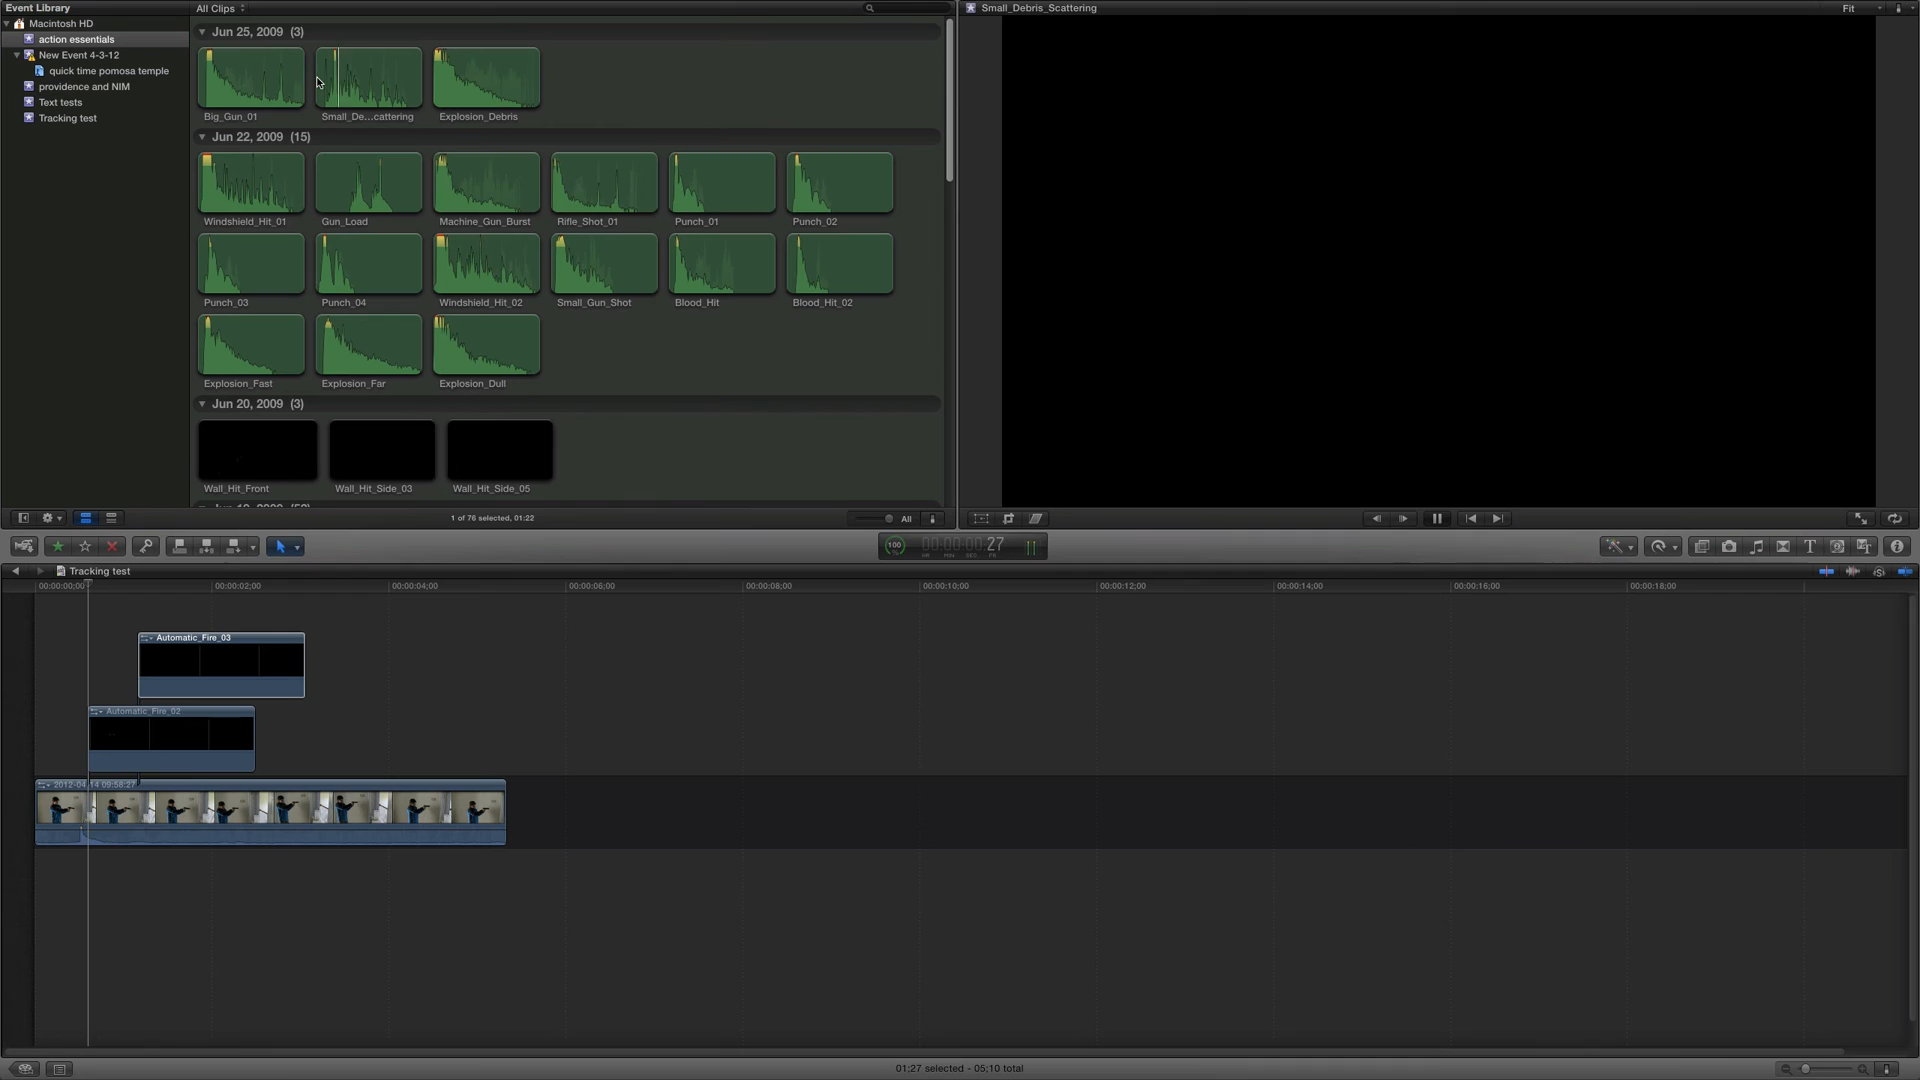 Event Library
All Clips
Small_Debris_Scattering
Fit
Macintosh HD
action essentials
New Event 4-3-12
quick time pomosa temple
providence and NIM
Text tests
Tracking test
Jun 25, 2009 (3)
Big_Gun_01
Small_De...cattering
Explosion_Debris
Jun 22, 2009 (15)
Windshield_Hit_01
Gun_Load
Machine_Gun_Burst
Rifle_Shot_01
Punch_01
Punch_02
Punch_03
Punch_04
Windshield_Hit_02
Small_Gun_Shot
Blood_Hit
Blood_Hit_02
Explosion_Fast
Explosion_Far
Explosion_Dull
Jun 20, 2009 (3)
Wall_Hit_Front
Wall_Hit_Side_03
Wall_Hit_Side_05
1 of 76 selected, 01:22
All
100
00:00:00:27
HR MIN SEC FR
Tracking test
00:00:00;00
00:00:02;00
00:00:04;00
00:00:06;00
00:00:08;00
00:00:10;00
00:00:12;00
00:00:14;00
00:00:16;00
00:00:18;00
Automatic_Fire_03
Automatic_Fire_02
2012-04-14 09:58:27
01:27 selected - 05:10 total